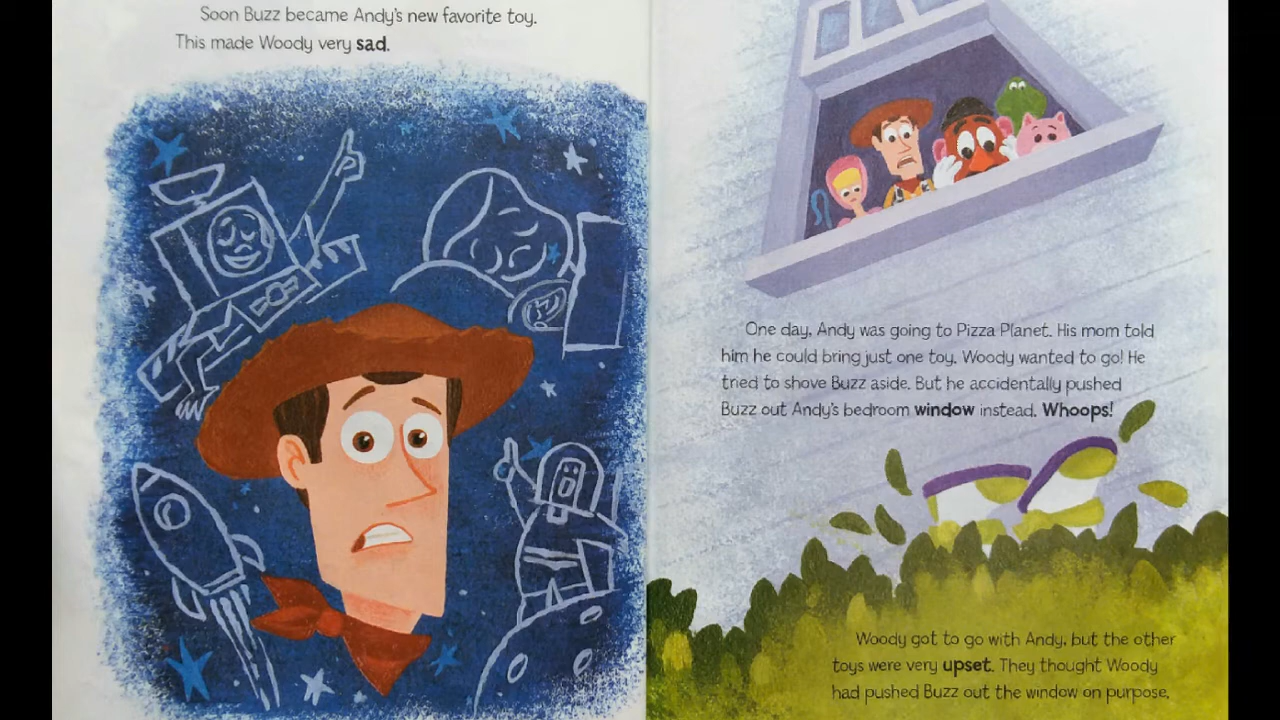 Soon Buzz became Andy's new favorite toy.
This made Woody very sad.
One day, Andy was going to Pizza Planet. His mom told
him he could bring just one toy. Woody wanted to go! He
tried to shove Buzz aside. But he accidentally pushed
Buzz out Andy's bedroom window instead. Whoops!
Woody got to go with Andy, but the other
toys were very upset. They thought Woody
had pushed Buzz out the window on purpose.